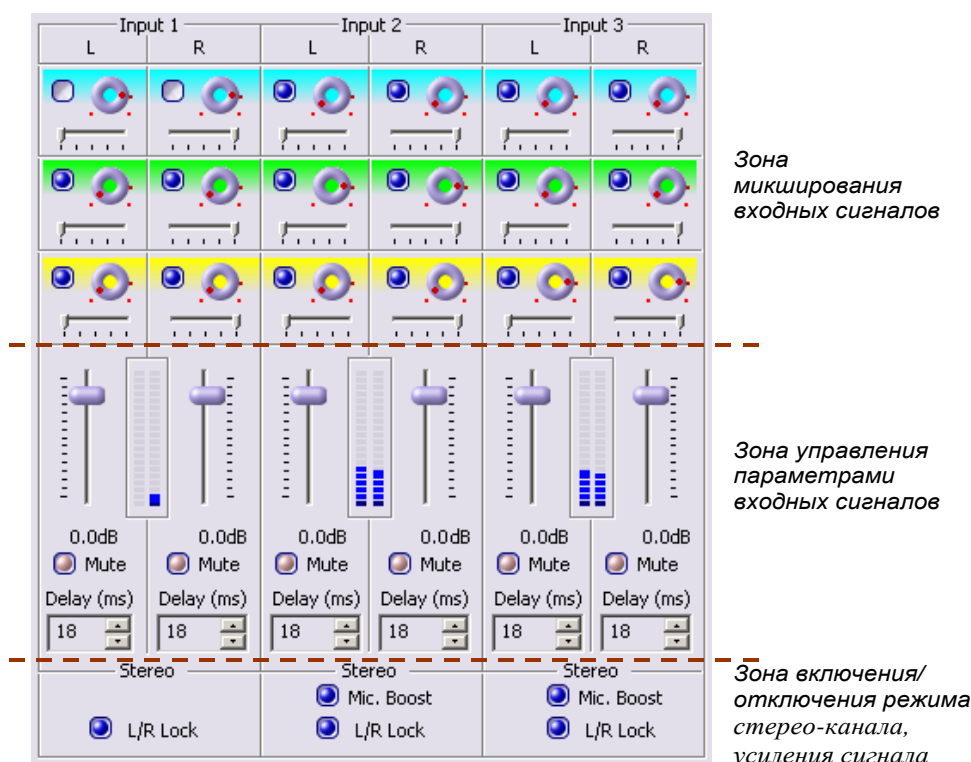 Input 1 Input 2 Input 3
L R L R L R
Зона
микширования
входных сигналов
Зона управления
параметрами
входных сигналов
0.0dB 0.0dB 0.0dB 0.0dB 0.0dB 0.0dB
Mute Mute Mute Mute Mute Mute
Delay (ms) Delay (ms) Delay (ms) Delay (ms) Delay (ms) Delay (ms)
18 18 18 18 18 18
Stereo Stereo Stereo
Mic. Boost Mic. Boost
L/R Lock L/R Lock L/R Lock
Зона включения/
отключения режима
стерео-канала,
усиления сигнала